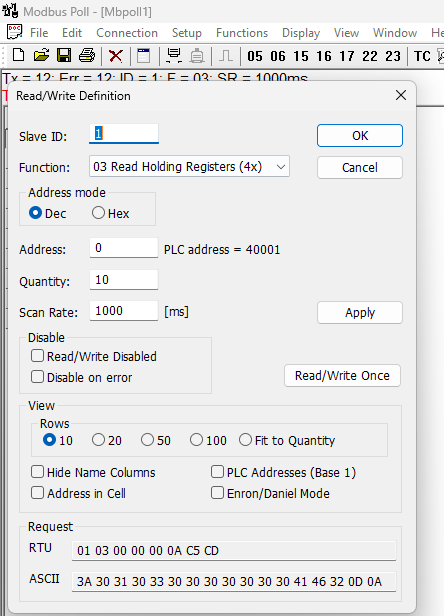 Modbus Poll - [Mbpoll1]
File Edit Connection Setup Functions Display View Window
05 06 15 16 17 22 23 TC
Tx = 12: Err = 12: ID = 1: F = 03: SR = 1000ms
Read/Write Definition
Slave ID: 1 OK
Function: 03 Read Holding Registers (4x) Cancel
Address mode
Dec Hex
Address: 0 PLC address = 40001
Quantity: 10
Scan Rate: 1000 [ms] Apply
Disable
Read/Write Disabled
Disable on error
Read/Write Once
View
Rows
10 20 50 100 Fit to Quantity
Hide Name Columns PLC Addresses (Base 1)
Address in Cell Enron/Daniel Mode
Request
RTU 01 03 00 00 00 0A C5 CD
ASCII 3A 30 31 30 33 30 30 30 30 30 30 30 41 46 32 0D 0A